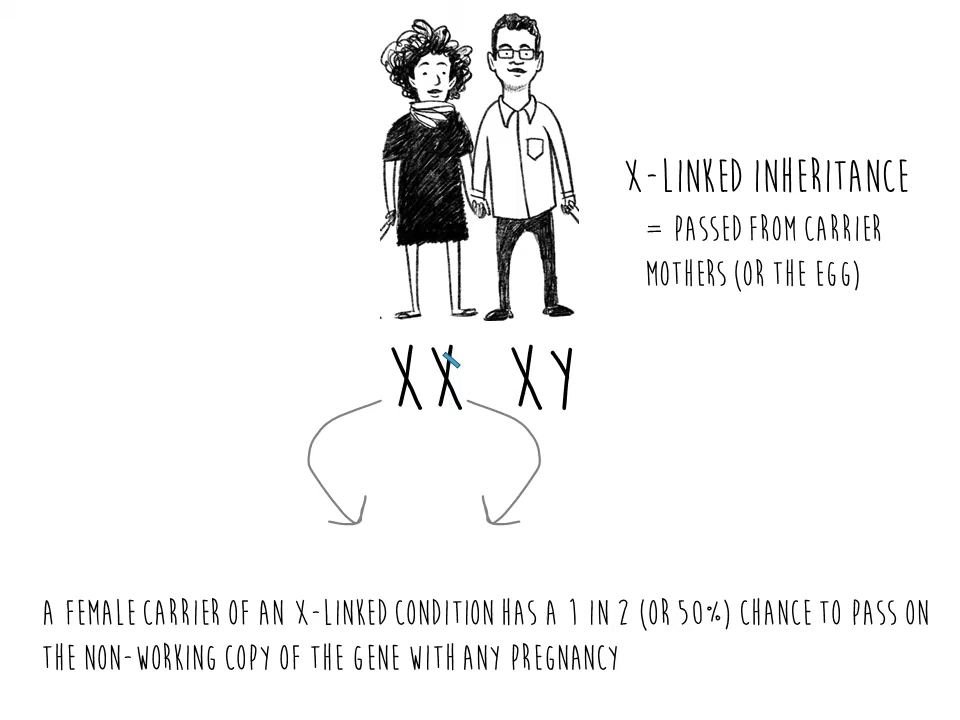 X-LINKED INHERITANCE
= PASSED FROM CARRIER
MOTHERS (OR THE EGG)
XX XY
A FEMALE CARRIER OF AN X-LINKED CONDITION HAS A 1 IN 2 (OR 50%) CHANCE TO PASS ON
THE NON-WORKING COPY OF THE GENE WITH ANY PREGNANCY